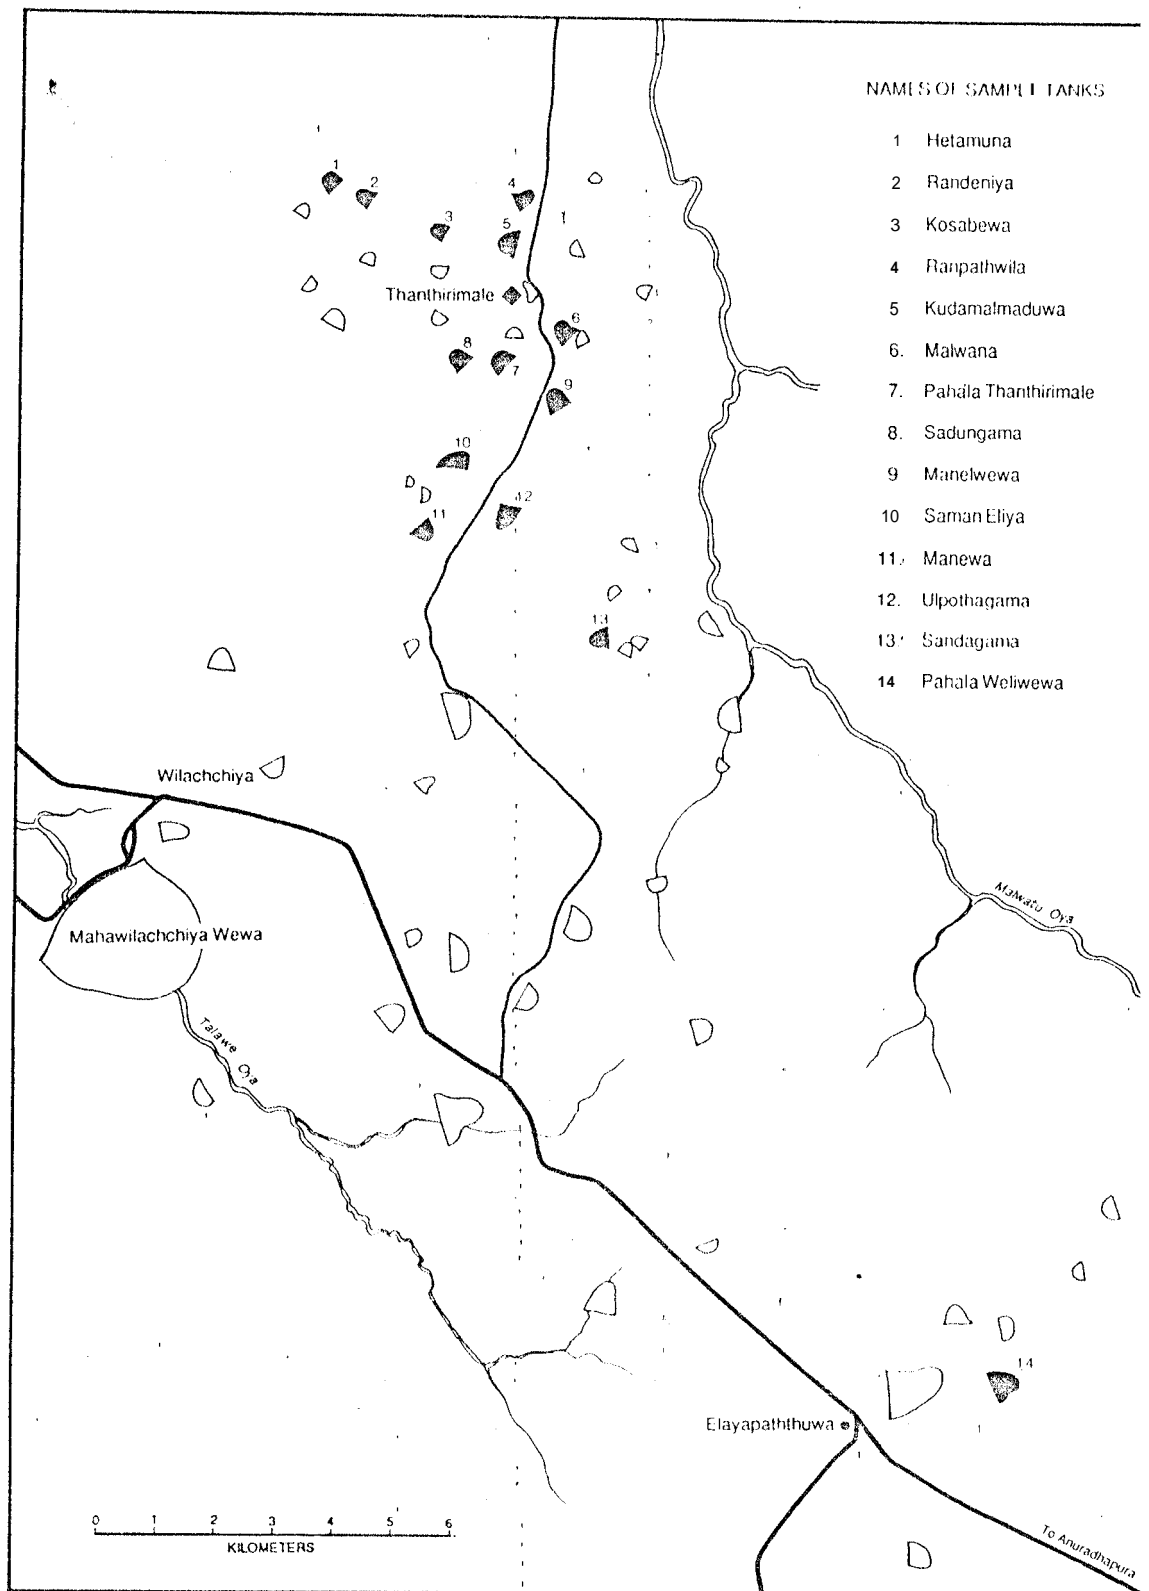 NAMES OF SAMPLE TANKS
1 Hetamuna
2 Randeniya
3 Kosabewa
4 Ranpathwila
5 Kudamalmaduwa
6. Malwana
7. Pahala Thanthirimale
8. Sadungama
9 Manelwewa
10 Saman Eliya
11. Manewa
12. Ulpothagama
13. Sandagama
14 Pahala Weliwewa
1
2
4
3
5
Thanthirimale
6
8
7
9
10
12
11
13
Wilachchiya
Malwatu Oya
Mahawilachchiya Wewa
Talawe Oya
14
Elayapaththuwa
0 1 2 3 4 5 6
KILOMETERS
To Anuradhapura